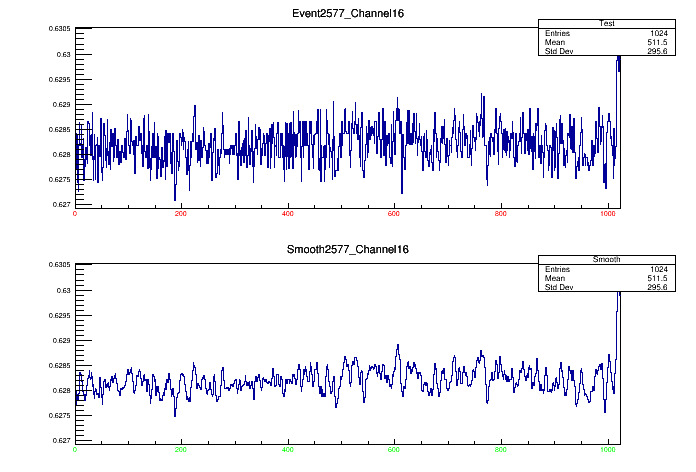 Event2577_Channel16
Test
Entries 1024
Mean 511.5
Std Dev 295.6
0.6305
0.63
0.6295
0.629
0.6285
0.628
0.6275
0.627
0 200 400 600 800 1000
Smooth2577_Channel16
Smooth
Entries 1024
Mean 511.5
Std Dev 295.6
0.6305
0.63
0.6295
0.629
0.6285
0.628
0.6275
0.627
0 200 400 600 800 1000